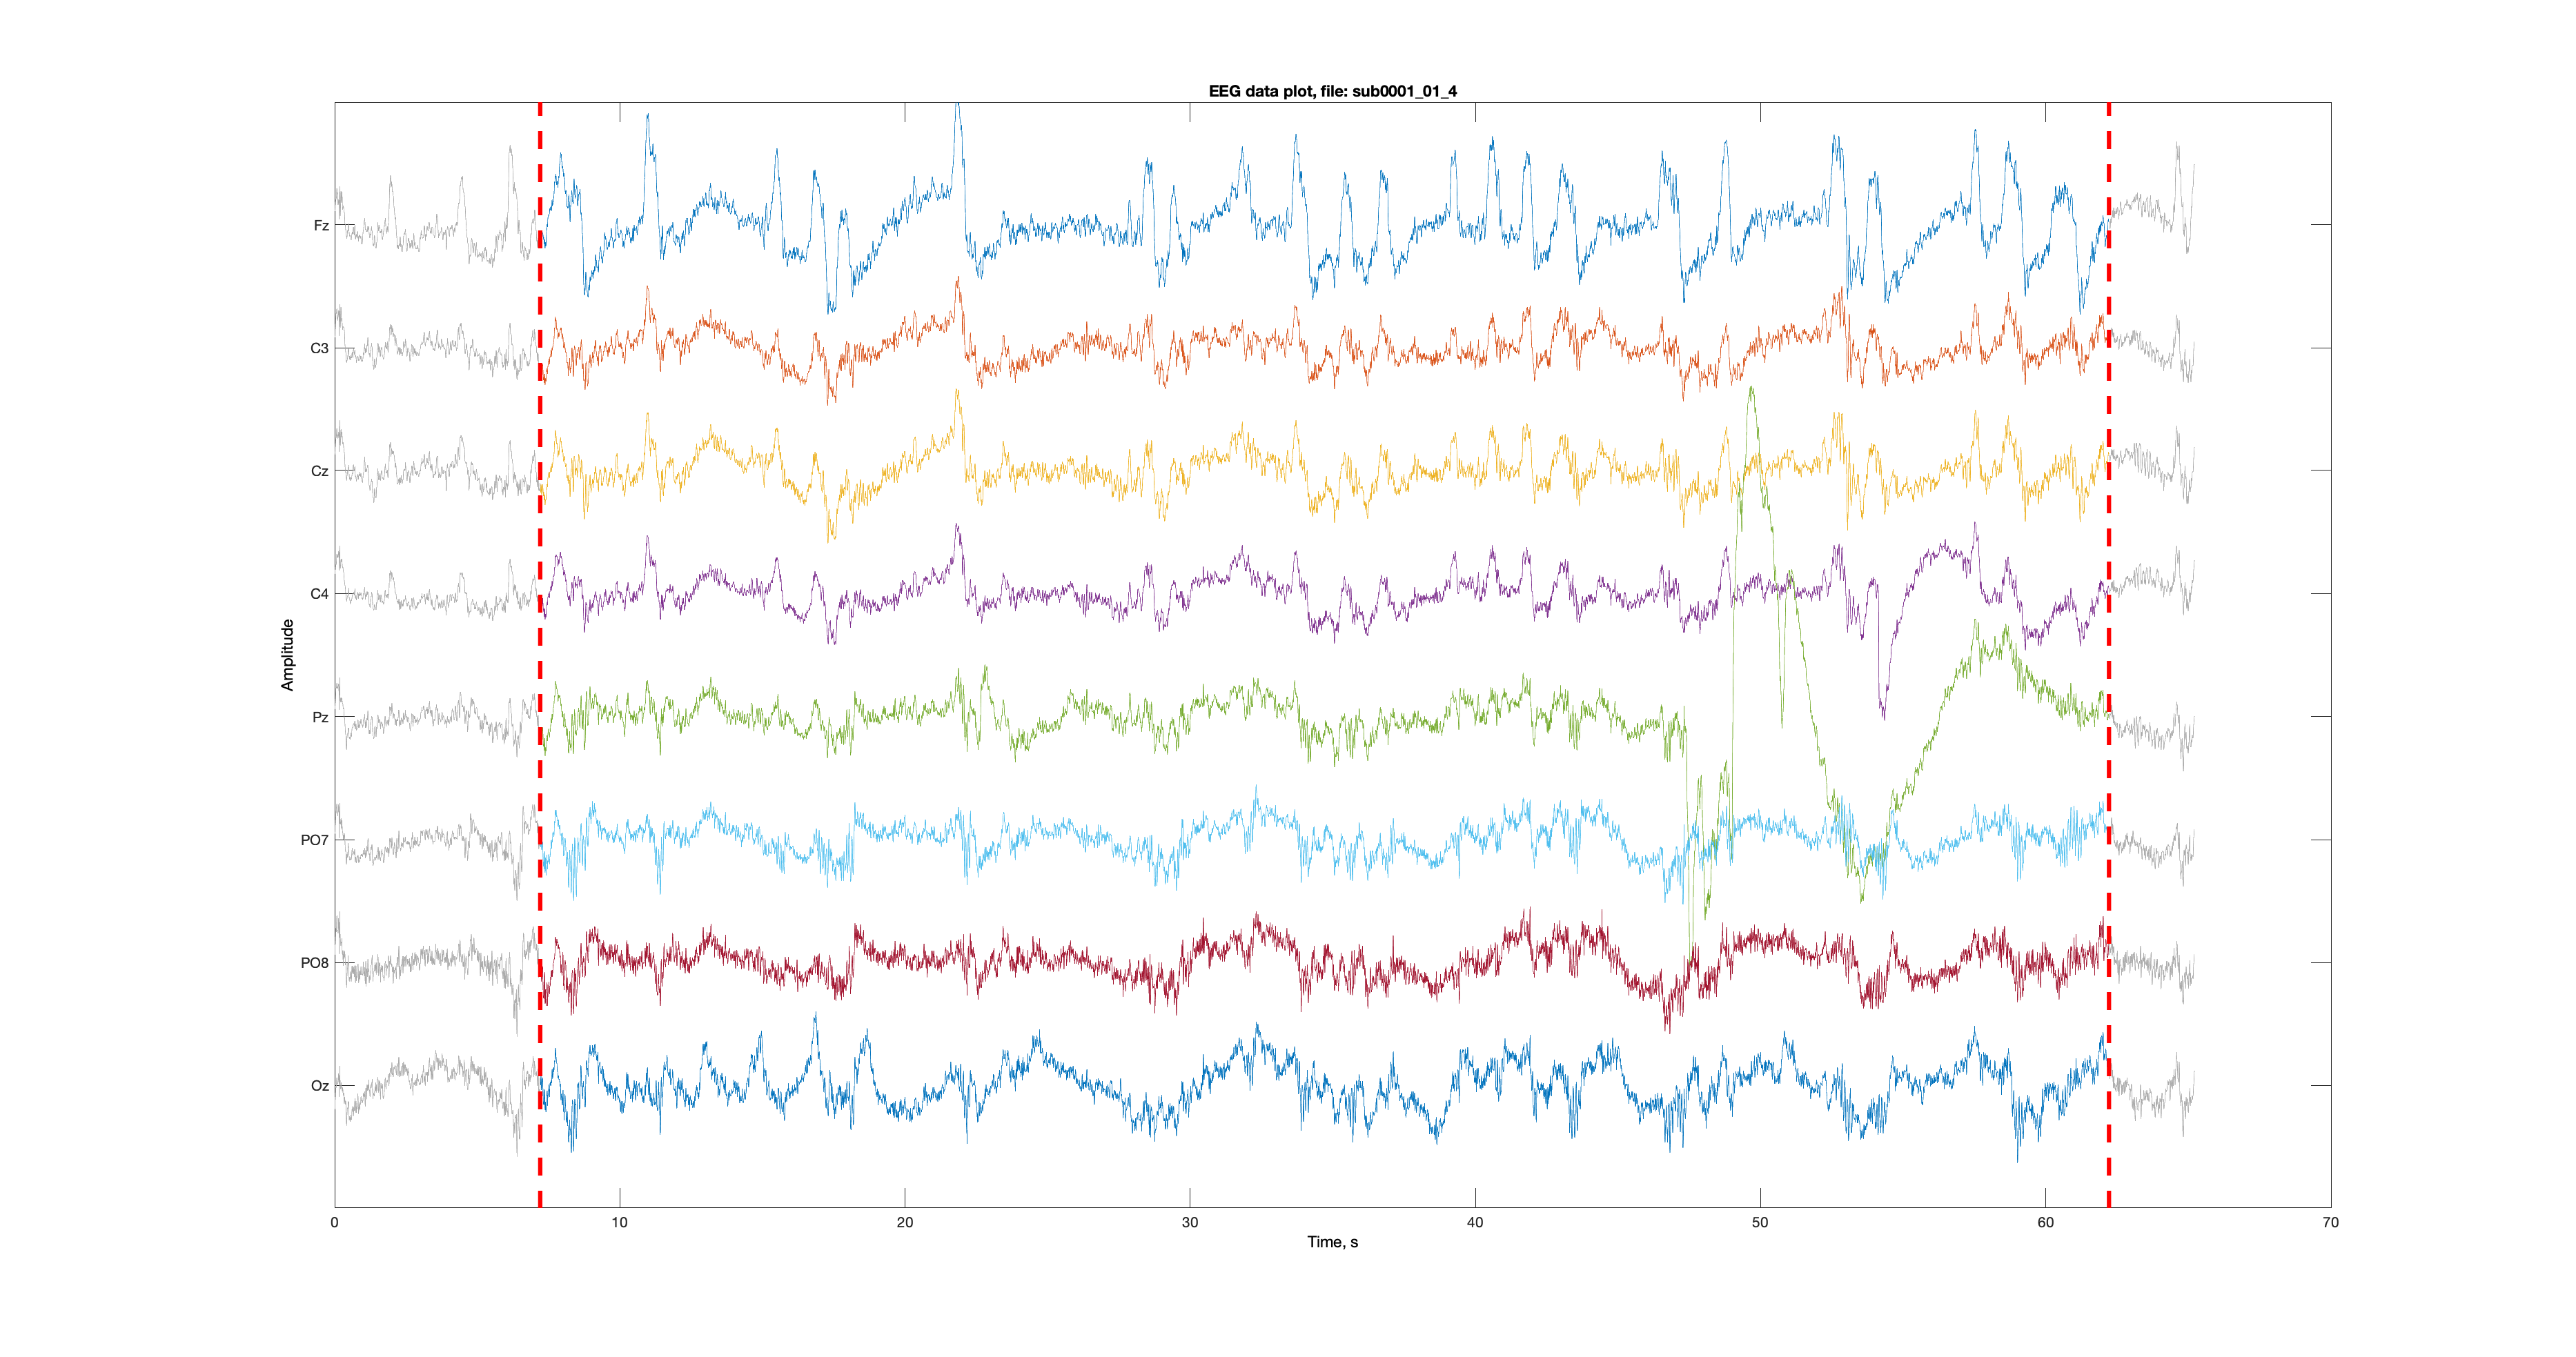 EEG data plot, file: sub0001_01_4
Fz
C3
Cz
C4
Pz
PO7
PO8
Oz
Amplitude
0 10 20 30 40 50 60 70
Time, s